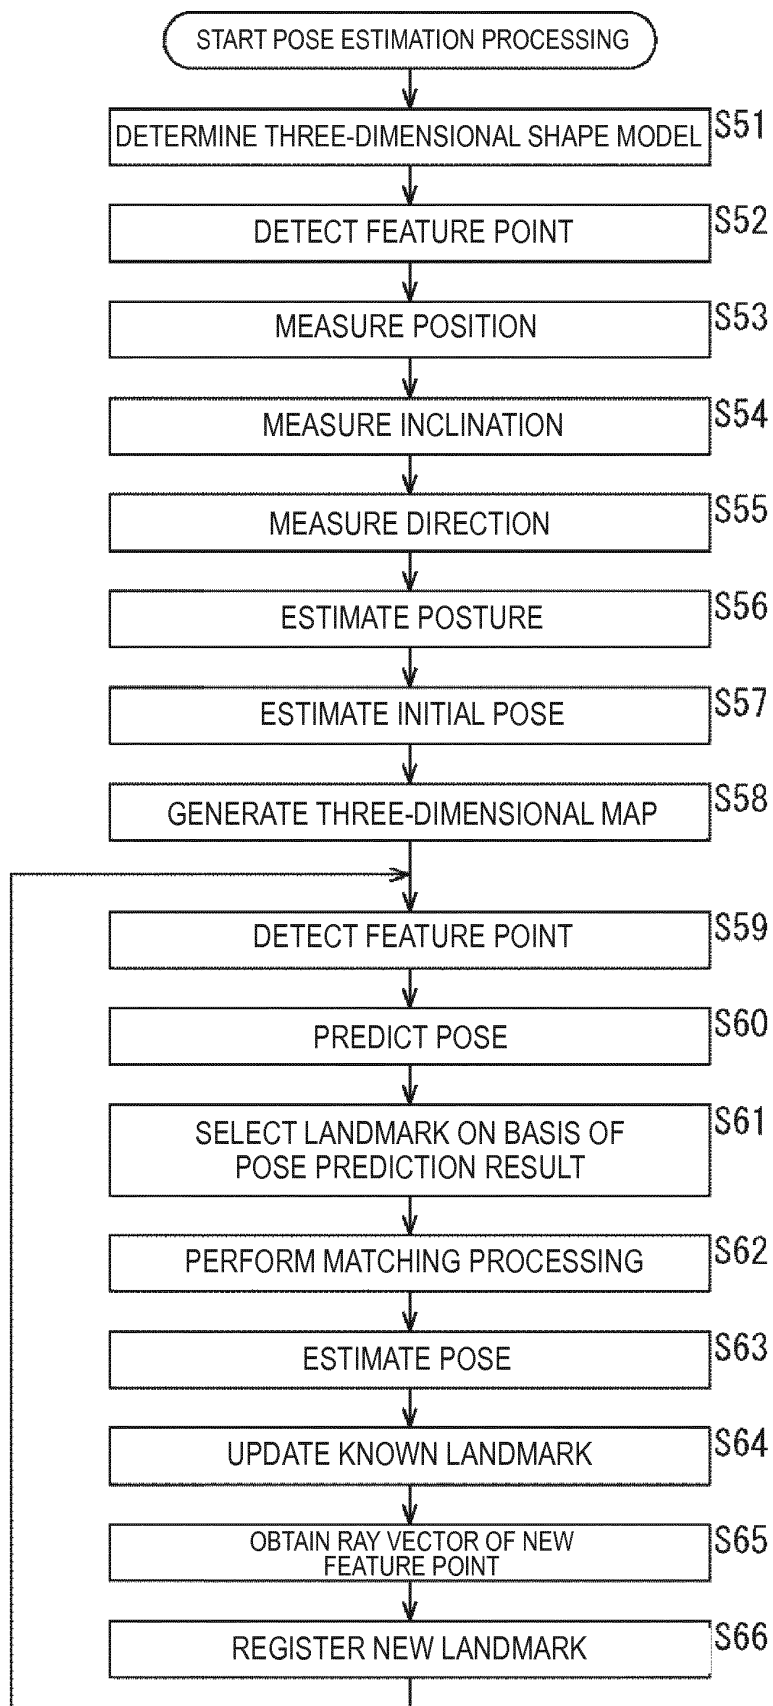 START POSE ESTIMATION PROCESSING
DETERMINE THREE-DIMENSIONAL SHAPE MODEL
S51
DETECT FEATURE POINT
S52
MEASURE POSITION
S53
MEASURE INCLINATION
S54
MEASURE DIRECTION
S55
ESTIMATE POSTURE
S56
ESTIMATE INITIAL POSE
S57
GENERATE THREE-DIMENSIONAL MAP
S58
DETECT FEATURE POINT
S59
PREDICT POSE
S60
SELECT LANDMARK ON BASIS OF
POSE PREDICTION RESULT
S61
PERFORM MATCHING PROCESSING
S62
ESTIMATE POSE
S63
UPDATE KNOWN LANDMARK
S64
OBTAIN RAY VECTOR OF NEW
FEATURE POINT
S65
REGISTER NEW LANDMARK
S66